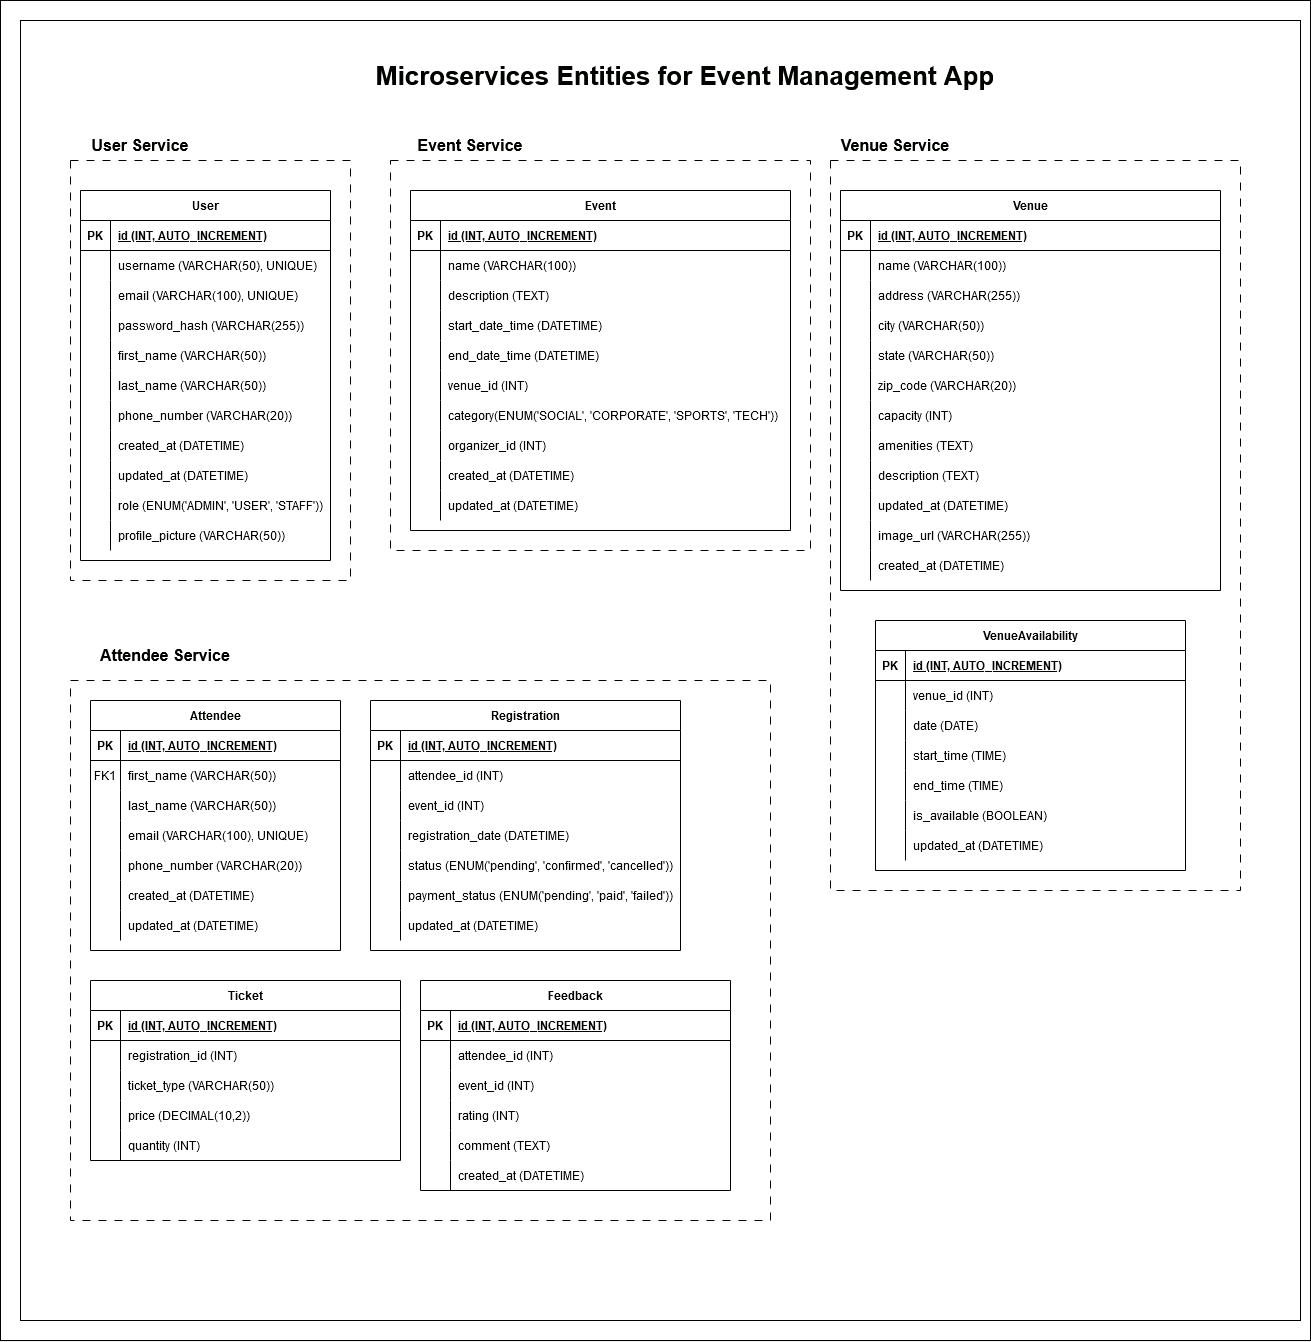 Microservices Entities for Event Management App
User Service
User
PK id (INT, AUTO_INCREMENT)
username (VARCHAR(50), UNIQUE)
email (VARCHAR(100), UNIQUE)
password_hash (VARCHAR(255))
first_name (VARCHAR(50))
last_name (VARCHAR(50))
phone_number (VARCHAR(20))
created_at (DATETIME)
updated_at (DATETIME)
role (ENUM('ADMIN', 'USER', 'STAFF'))
profile_picture (VARCHAR(50))
Event Service
Event
PK id (INT, AUTO_INCREMENT)
name (VARCHAR(100))
description (TEXT)
start_date_time (DATETIME)
end_date_time (DATETIME)
venue_id (INT)
category(ENUM('SOCIAL', 'CORPORATE', 'SPORTS', 'TECH'))
organizer_id (INT)
created_at (DATETIME)
updated_at (DATETIME)
Venue Service
Venue
PK id (INT, AUTO_INCREMENT)
name (VARCHAR(100))
address (VARCHAR(255))
city (VARCHAR(50))
state (VARCHAR(50))
zip_code (VARCHAR(20))
capacity (INT)
amenities (TEXT)
description (TEXT)
updated_at (DATETIME)
image_url (VARCHAR(255))
created_at (DATETIME)
VenueAvailability
PK id (INT, AUTO_INCREMENT)
venue_id (INT)
date (DATE)
start_time (TIME)
end_time (TIME)
is_available (BOOLEAN)
updated_at (DATETIME)
Attendee Service
Attendee
PK id (INT, AUTO_INCREMENT)
FK1 first_name (VARCHAR(50))
last_name (VARCHAR(50))
email (VARCHAR(100), UNIQUE)
phone_number (VARCHAR(20))
created_at (DATETIME)
updated_at (DATETIME)
Registration
PK id (INT, AUTO_INCREMENT)
attendee_id (INT)
event_id (INT)
registration_date (DATETIME)
status (ENUM('pending', 'confirmed', 'cancelled'))
payment_status (ENUM('pending', 'paid', 'failed'))
updated_at (DATETIME)
Ticket
PK id (INT, AUTO_INCREMENT)
registration_id (INT)
ticket_type (VARCHAR(50))
price (DECIMAL(10,2))
quantity (INT)
Feedback
PK id (INT, AUTO_INCREMENT)
attendee_id (INT)
event_id (INT)
rating (INT)
comment (TEXT)
created_at (DATETIME)